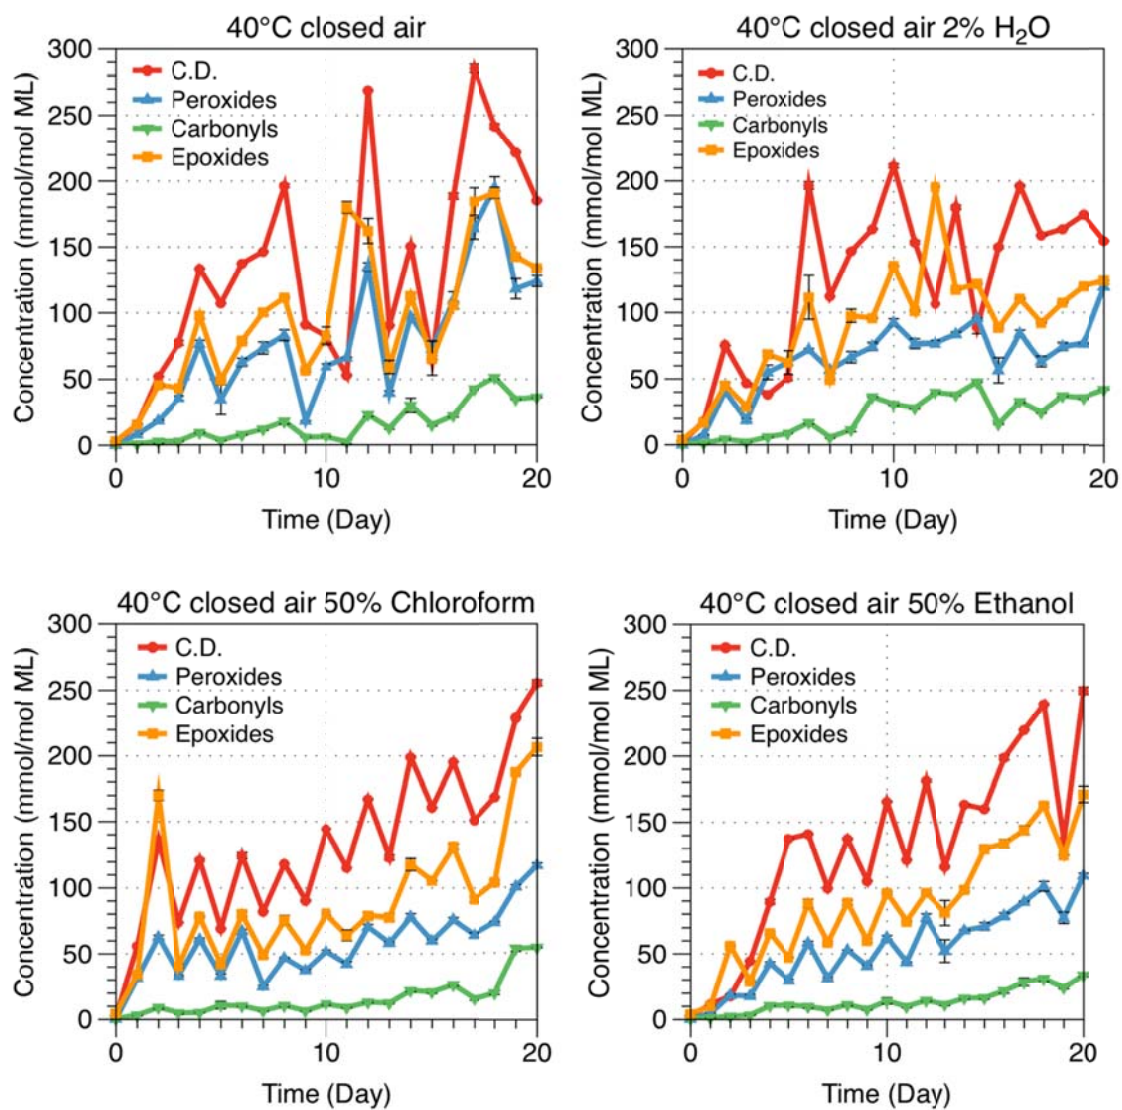 40°C closed air
Concentration (mmol/mol ML)
300
250
200
150
100
50
0
C.D.
Peroxides
Carbonyls
Epoxides
0 10 20
Time (Day)
40°C closed air 2% H₂O
Concentration (mmol/mol ML)
300
250
200
150
100
50
0
C.D.
Peroxides
Carbonyls
Epoxides
0 10 20
Time (Day)
40°C closed air 50% Chloroform
Concentration (mmol/mol ML)
300
250
200
150
100
50
0
C.D.
Peroxides
Carbonyls
Epoxides
0 10 20
Time (Day)
40°C closed air 50% Ethanol
Concentration (mmol/mol ML)
300
250
200
150
100
50
0
C.D.
Peroxides
Carbonyls
Epoxides
0 10 20
Time (Day)